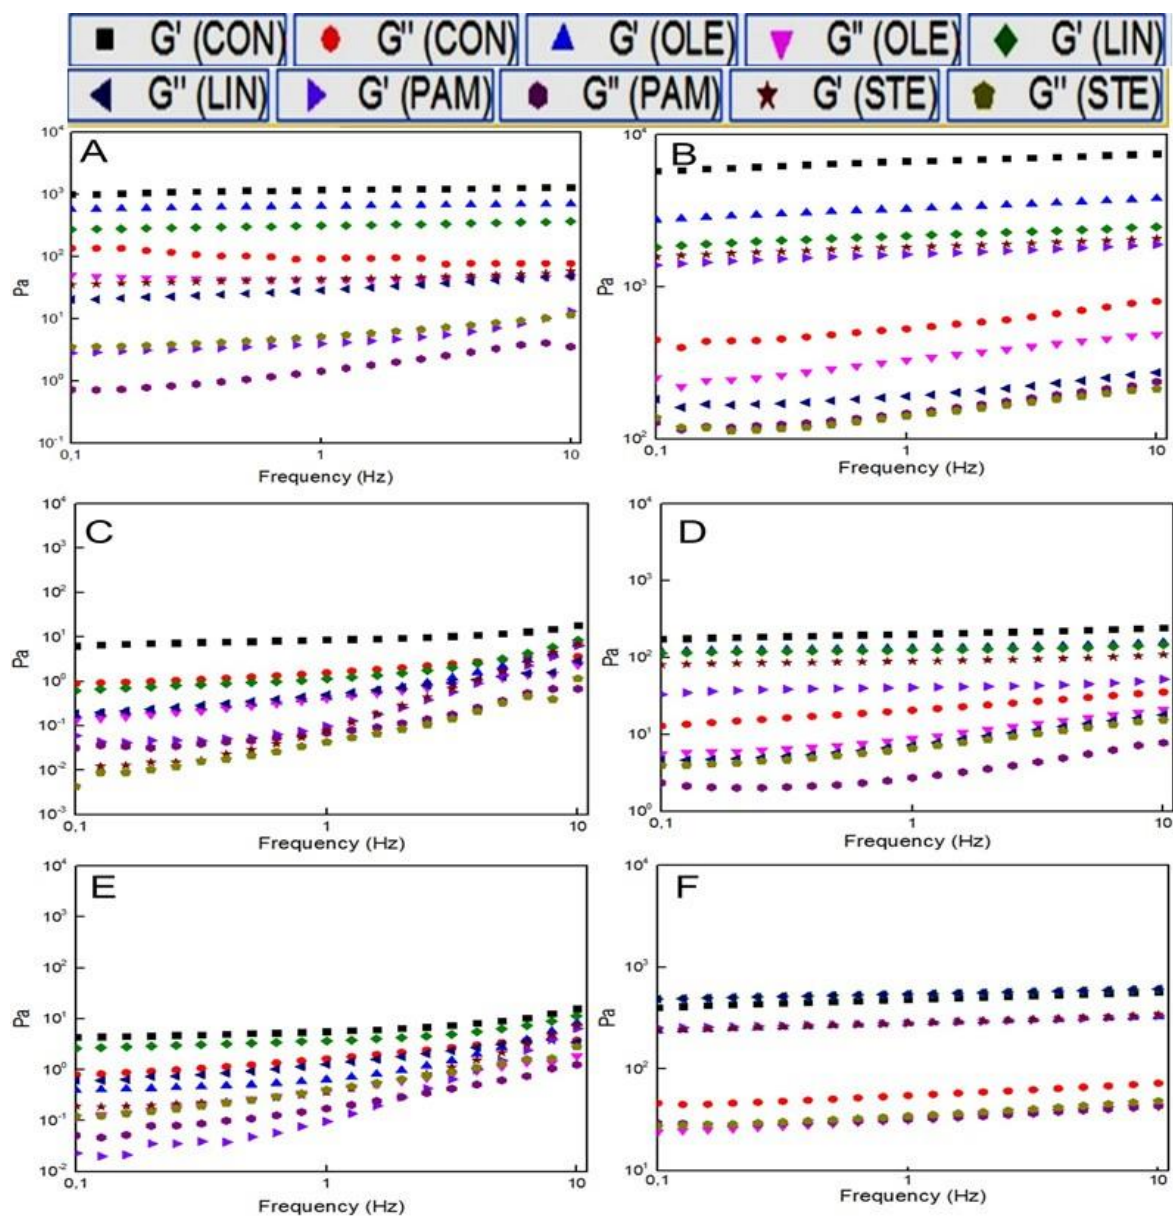 G' (CON) G" (CON) G' (OLE) G" (OLE) G' (LIN)
G" (LIN) G' (PAM) G" (PAM) G' (STE) G" (STE)
A
10⁴
10³
10²
10¹
10⁰
10⁻¹
Pa
0,1 1 10
Frequency (Hz)
B
10⁴
10³
10²
Pa
0,1 1 10
Frequency (Hz)
C
10⁴
10³
10²
10¹
10⁰
10⁻¹
10⁻²
10⁻³
Pa
0,1 1 10
Frequency (Hz)
D
10⁴
10³
10²
10¹
10⁰
Pa
0,1 1 10
Frequency (Hz)
E
10⁴
10³
10²
10¹
10⁰
10⁻¹
10⁻²
Pa
0,1 1 10
Frequency (Hz)
F
10⁴
10³
10²
10¹
Pa
0,1 1 10
Frequency (Hz)